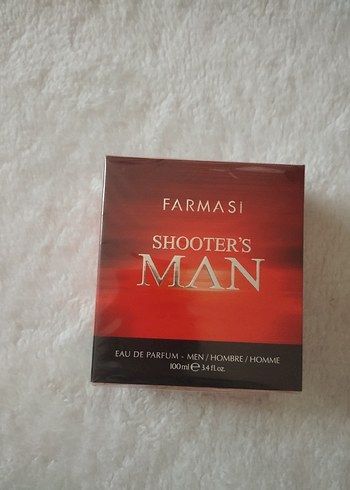 FARMASİ
SHOOTER'S
MAN
EAU DE PARFUM - MEN / HOMBRE / HOMME
100 ml ℮ 3.4 fl. oz.